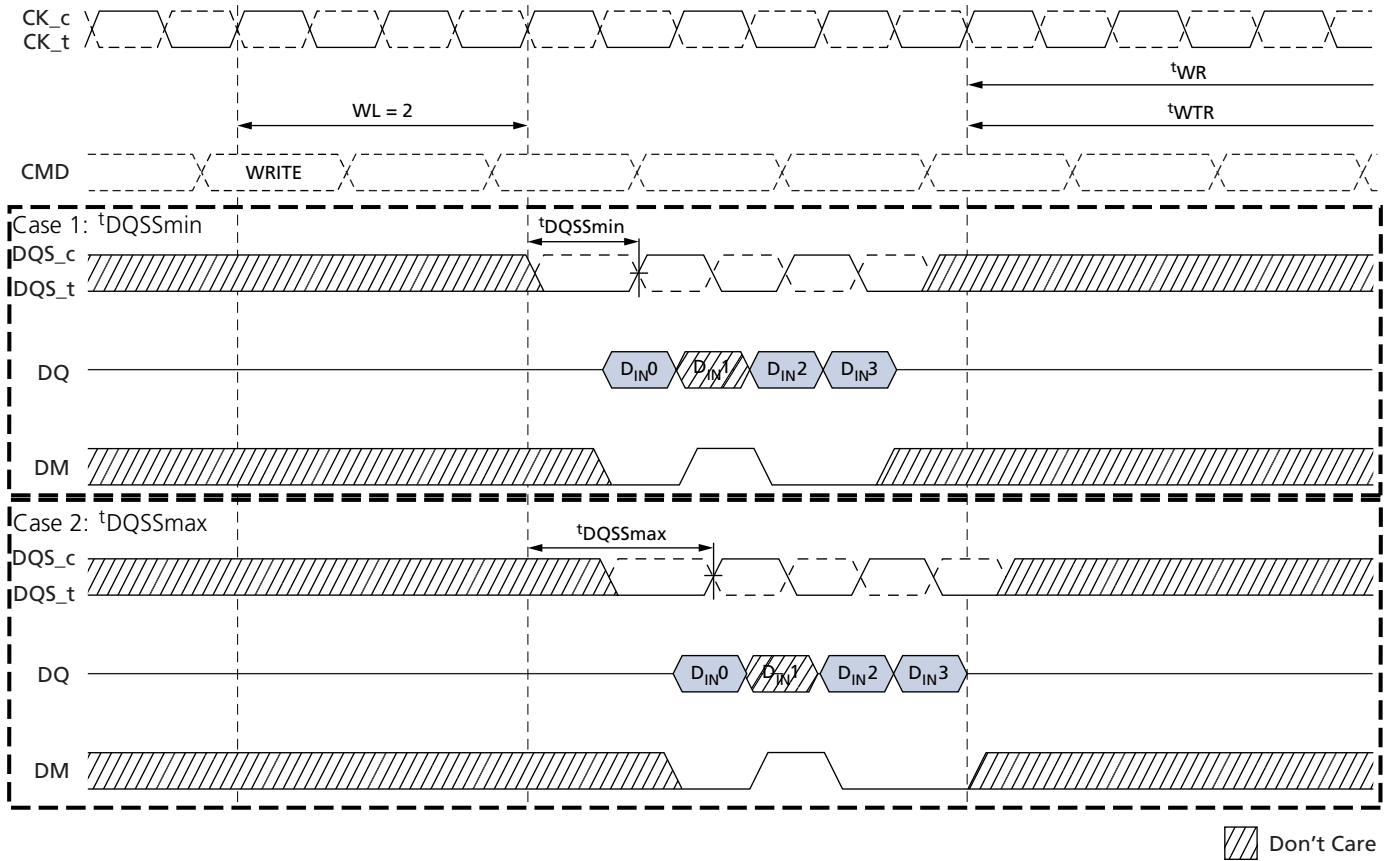 CK_c
CK_t
tWR
WL = 2
tWTR
CMD
WRITE
Case 1: tDQSSmin
tDQSSmin
DQS_c
DQS_t
DQ
DIN0 DIN1 DIN2 DIN3
DM
Case 2: tDQSSmax
tDQSSmax
DQS_c
DQS_t
DQ
DIN0 DIN1 DIN2 DIN3
DM
Don't Care